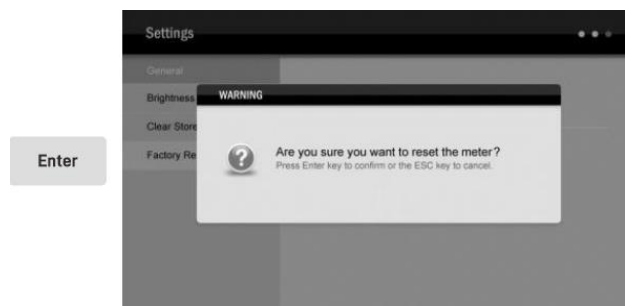 Settings
General
Brightness
WARNING
Clear Store
Factory Re
Are you sure you want to reset the meter?
Press Enter key to confirm or the ESC key to cancel.
Enter